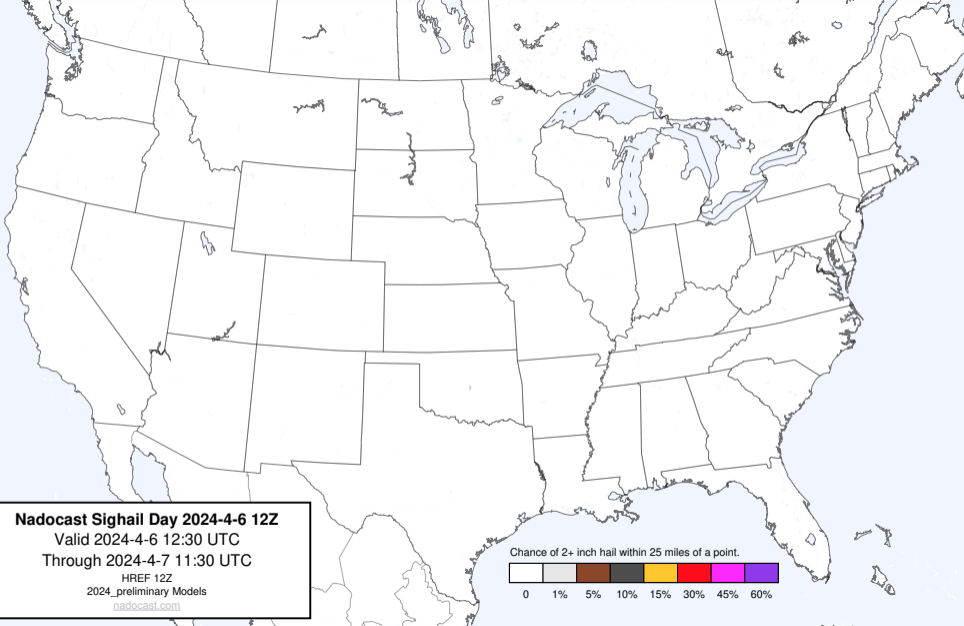 Nadocast Sighail Day 2024-4-6 12Z
Valid 2024-4-6 12:30 UTC
Through 2024-4-7 11:30 UTC
HREF 12Z
2024_preliminary Models
nadocast.com
Chance of 2+ inch hail within 25 miles of a point.
0 1% 5% 10% 15% 30% 45% 60%